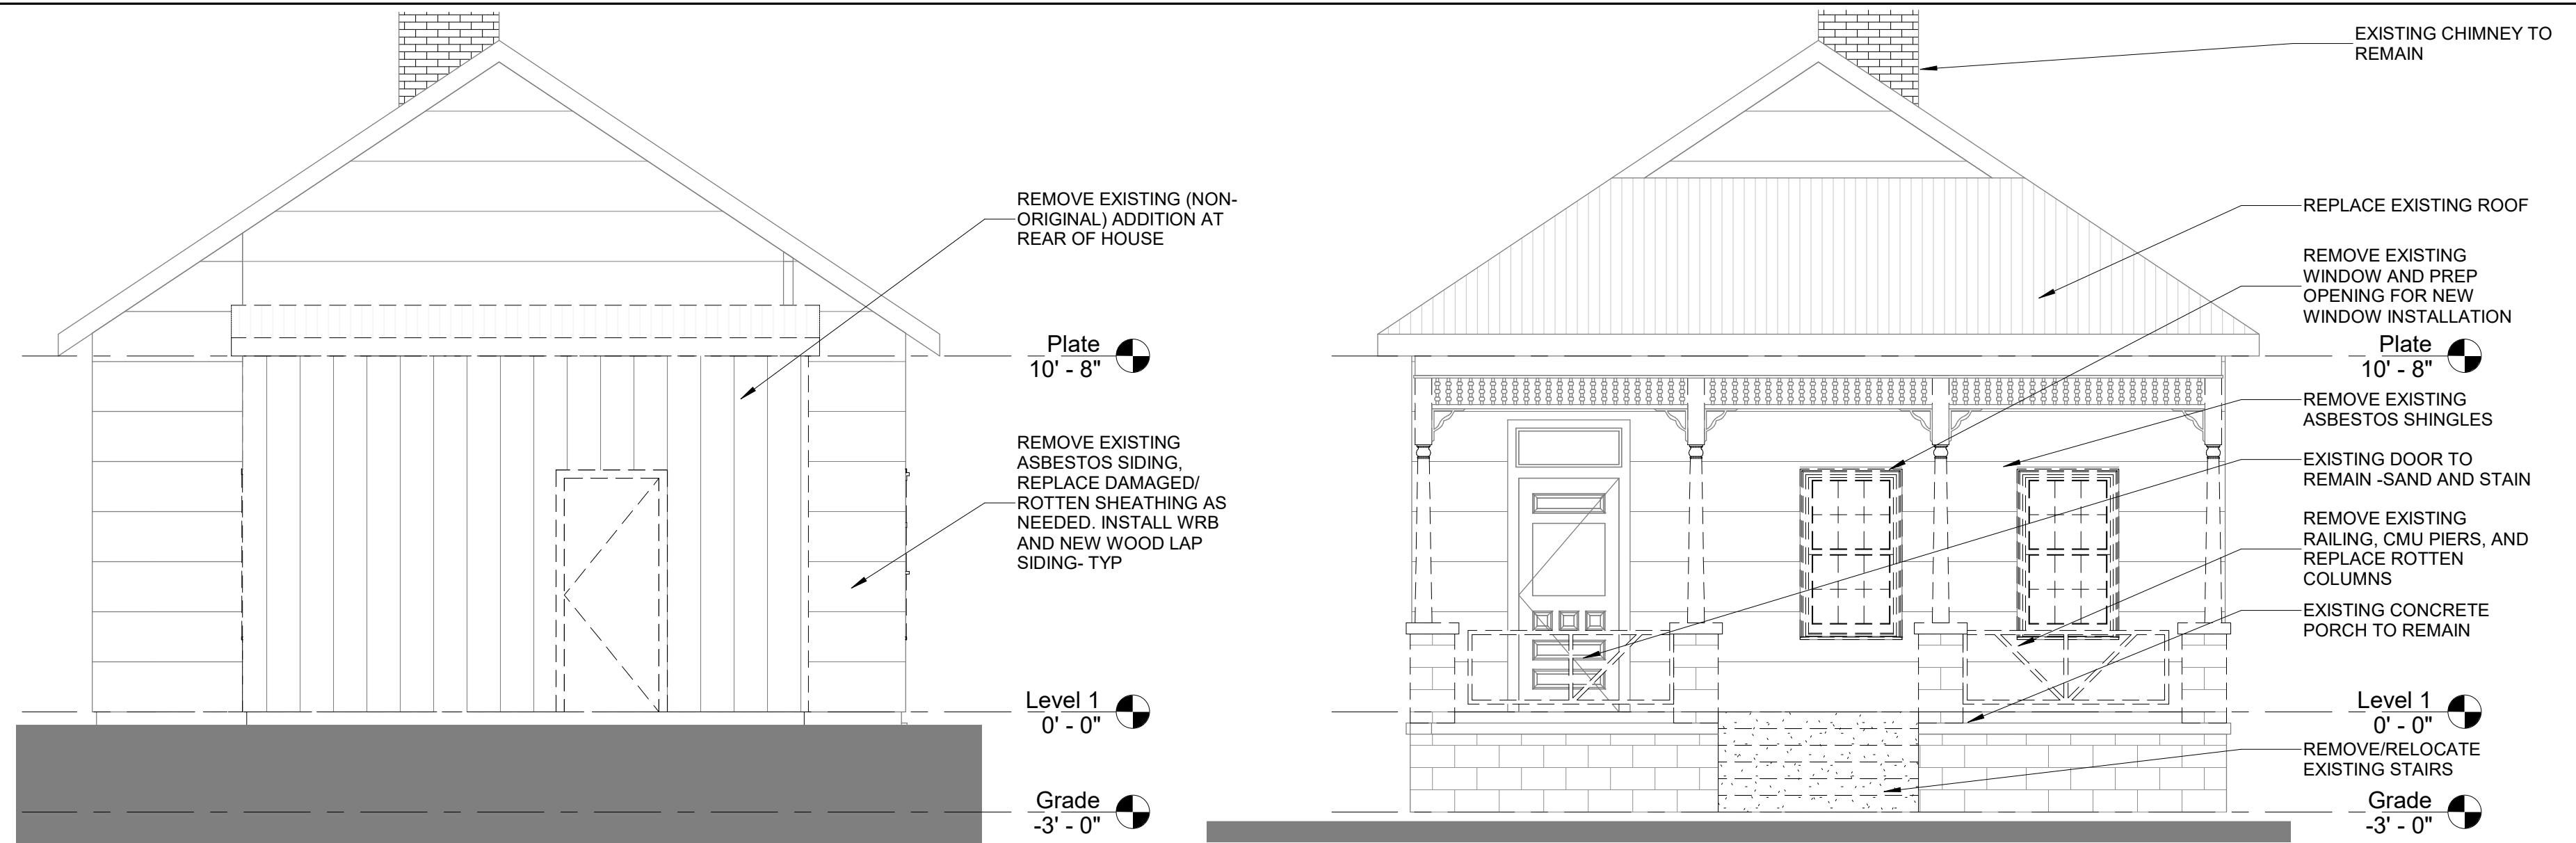 REMOVE EXISTING (NON-
ORIGINAL) ADDITION AT
REAR OF HOUSE
Plate
10' - 8"
REMOVE EXISTING
ASBESTOS SIDING,
REPLACE DAMAGED/
ROTTEN SHEATHING AS
NEEDED. INSTALL WRB
AND NEW WOOD LAP
SIDING- TYP
Level 1
0' - 0"
Grade
-3' - 0"
EXISTING CHIMNEY TO
REMAIN
REPLACE EXISTING ROOF
REMOVE EXISTING
WINDOW AND PREP
OPENING FOR NEW
WINDOW INSTALLATION
Plate
10' - 8"
REMOVE EXISTING
ASBESTOS SHINGLES
EXISTING DOOR TO
REMAIN -SAND AND STAIN
REMOVE EXISTING
RAILING, CMU PIERS, AND
REPLACE ROTTEN
COLUMNS
EXISTING CONCRETE
PORCH TO REMAIN
Level 1
0' - 0"
REMOVE/RELOCATE
EXISTING STAIRS
Grade
-3' - 0"